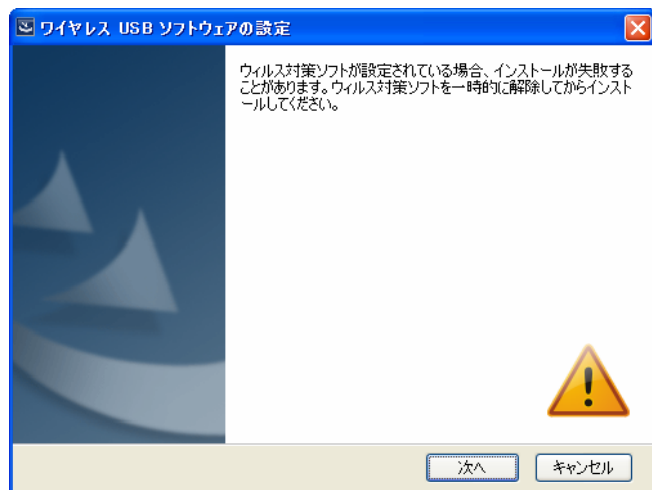 ワイヤレス USB ソフトウェアの設定
ウィルス対策ソフトが設定されている場合、インストールが失敗する
ことがあります。ウィルス対策ソフトを一時的に解除してからインスト
ールしてください。
次へ
キャンセル